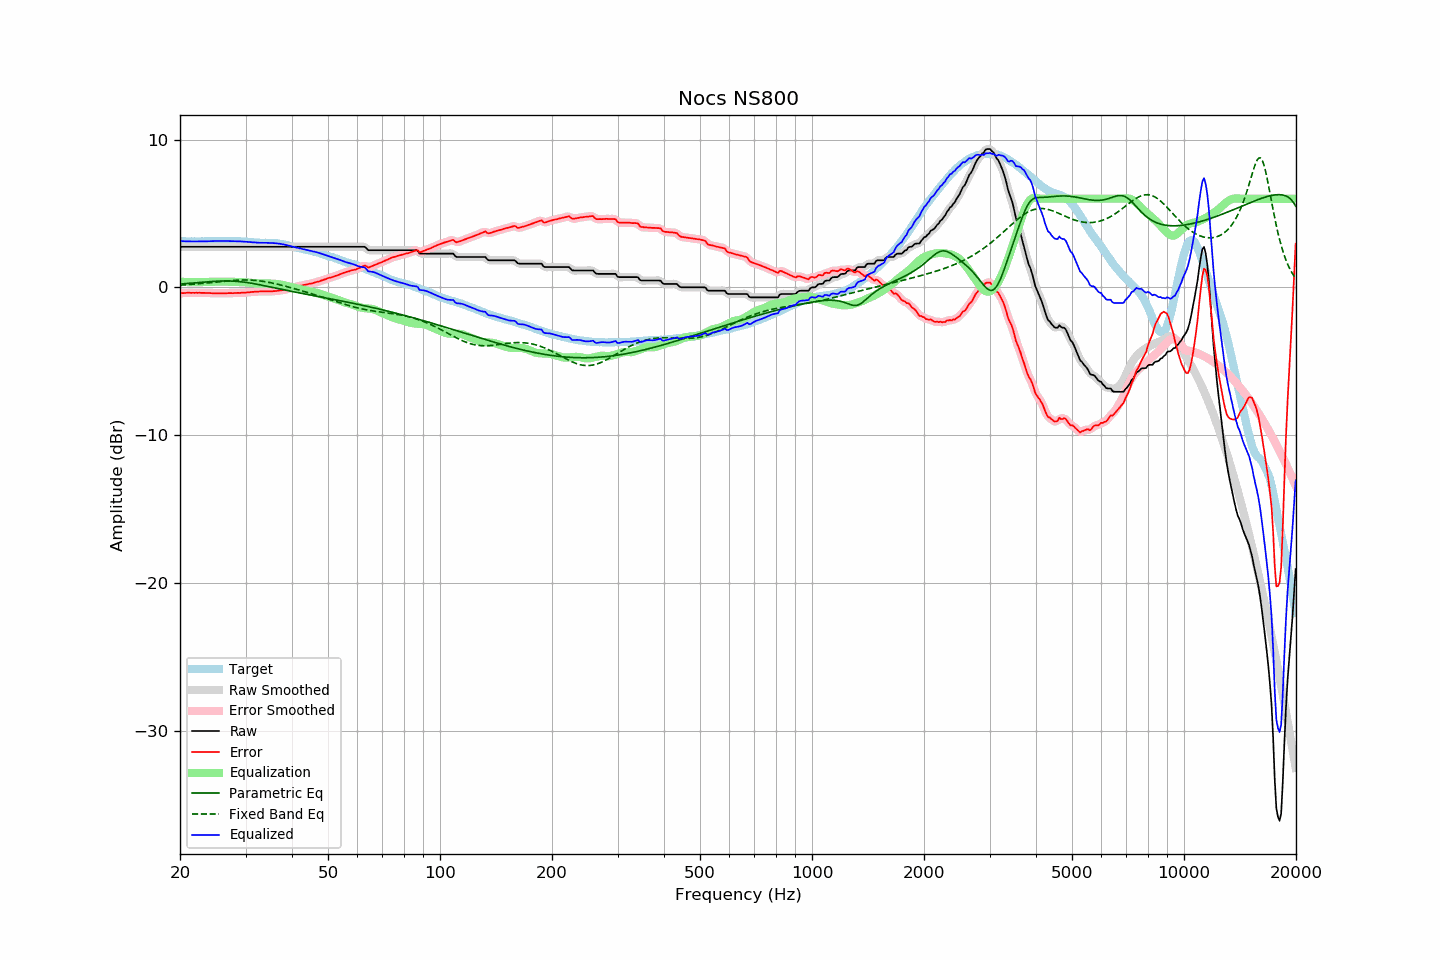 Nocs NS800
10
0
−10
−20
−30
Amplitude (dBr)
Target
Raw Smoothed
Error Smoothed
Raw
Error
Equalization
Parametric Eq
Fixed Band Eq
Equalized
20 50 100 200 500 1000 2000 5000 10000 20000
Frequency (Hz)